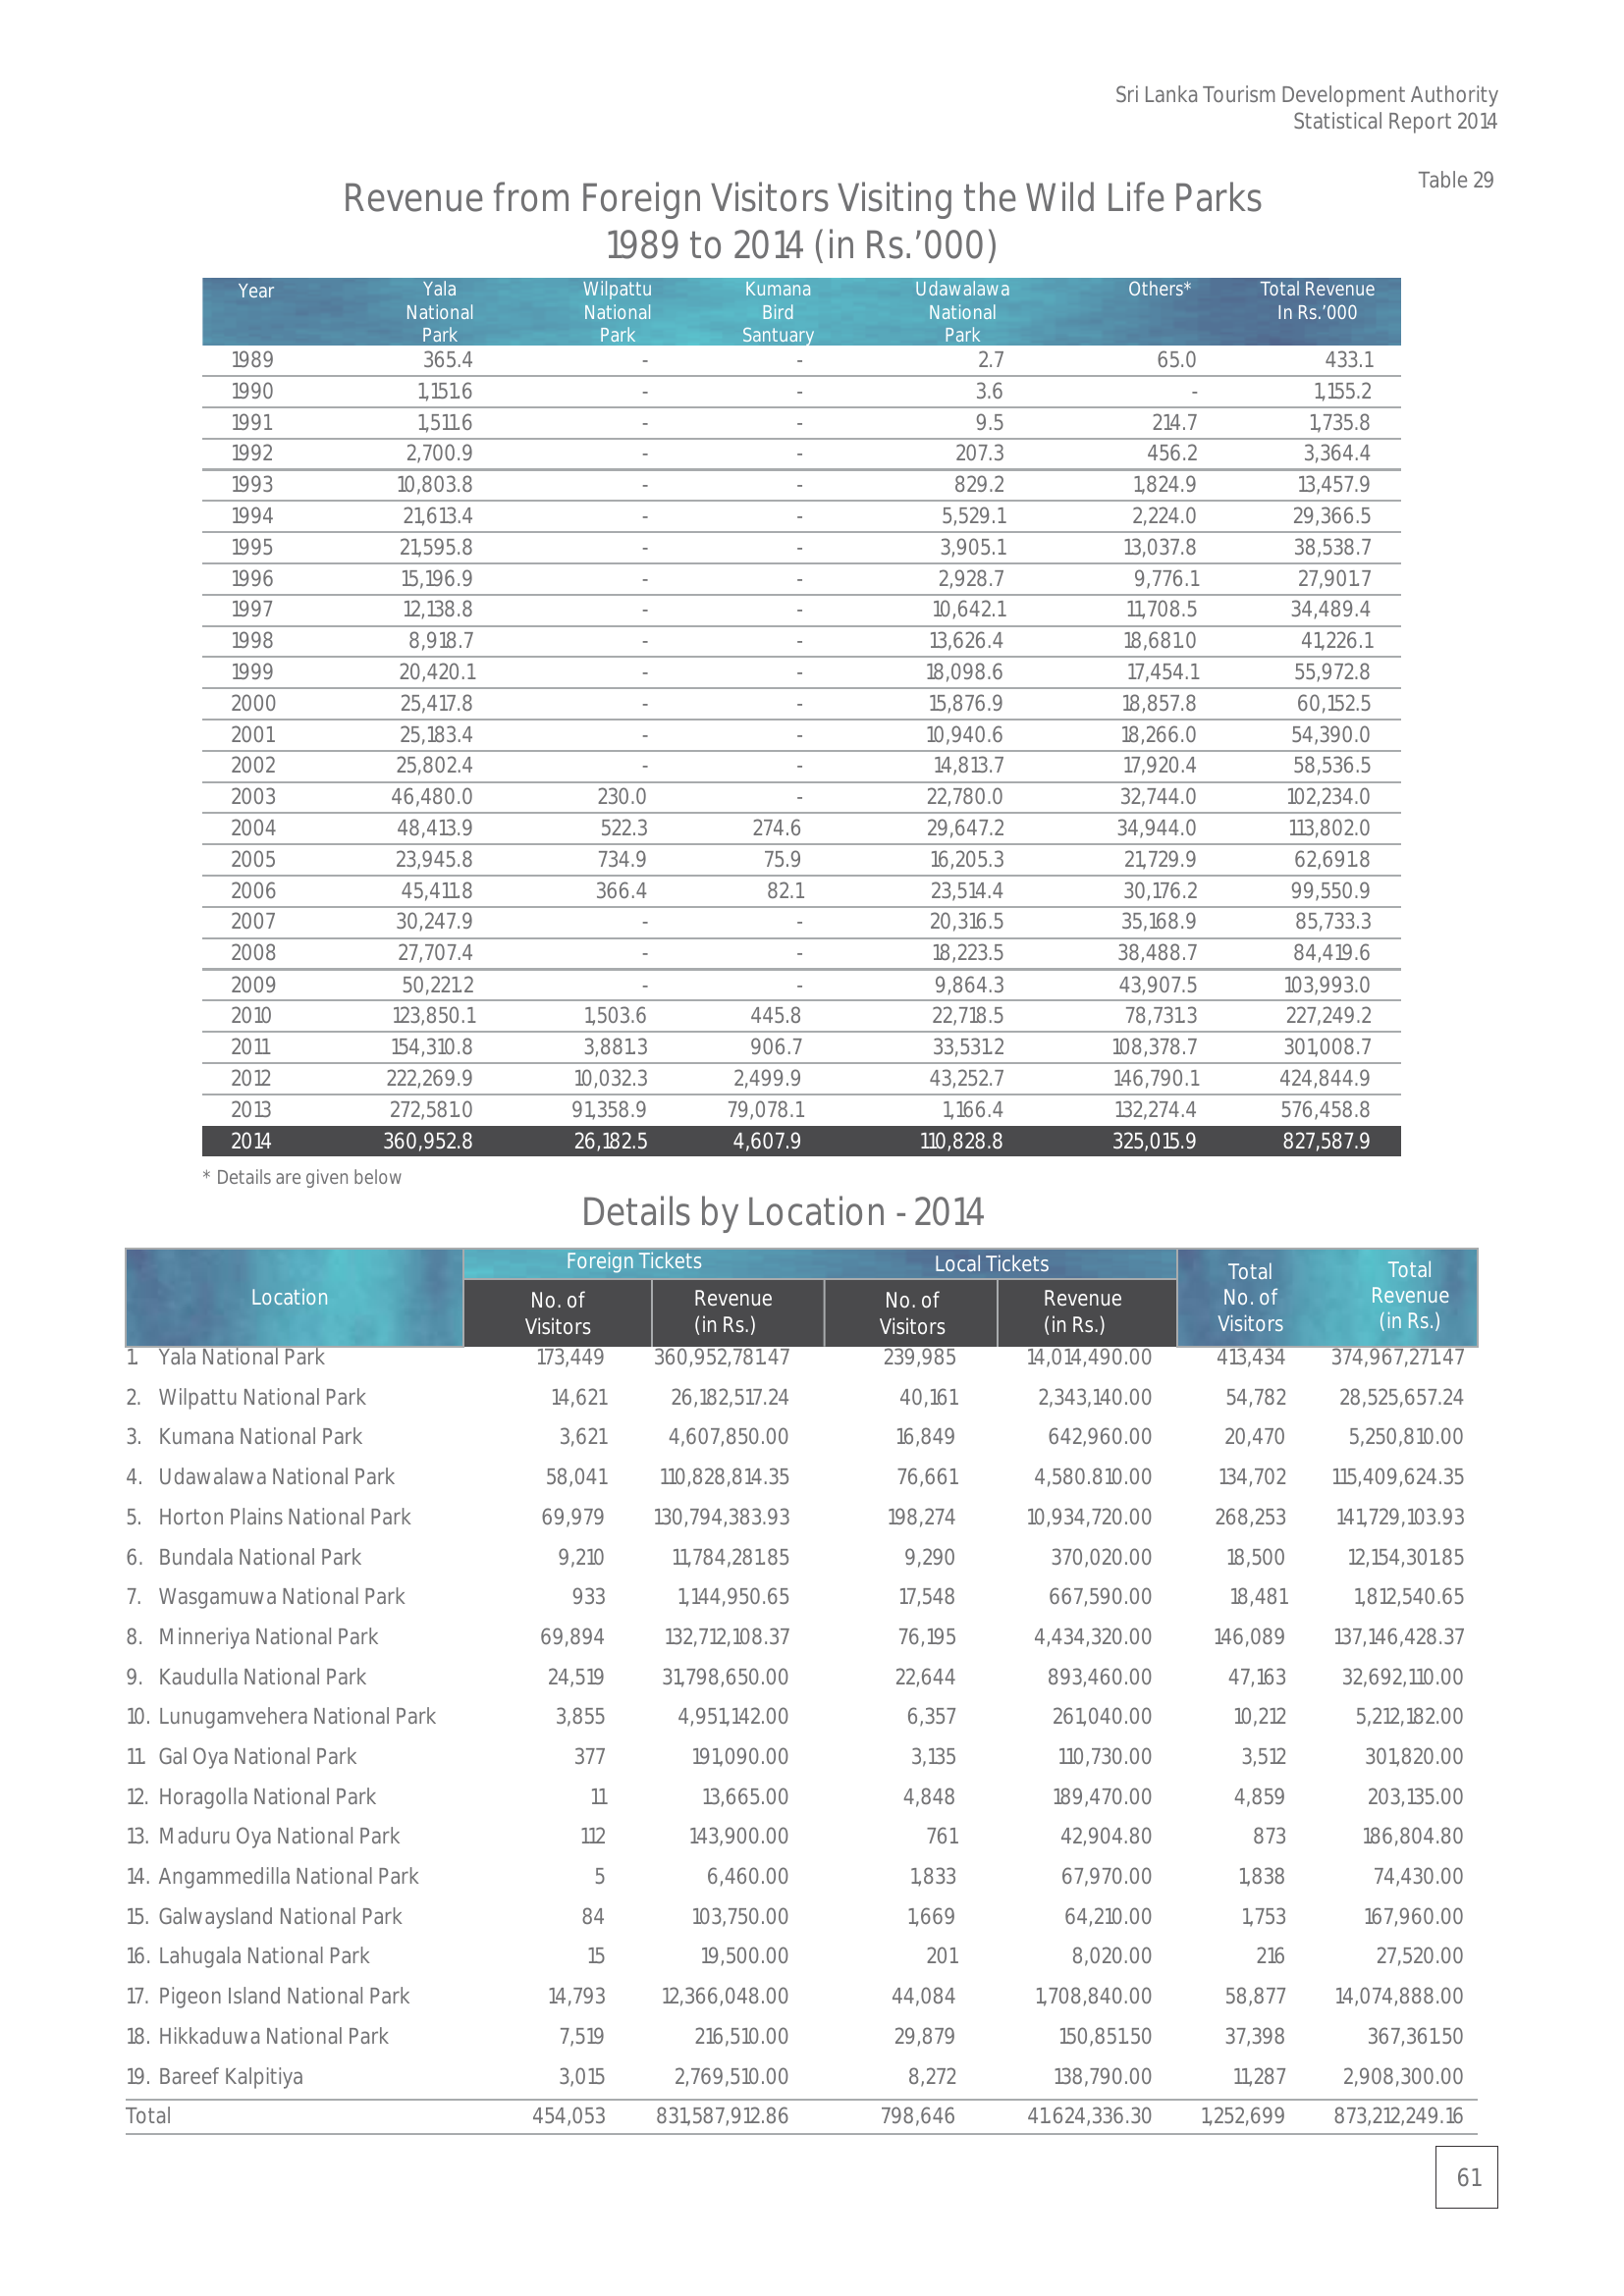 Sri Lanka Tourism Development Authority
Statistical Report 2014
Table 29
Revenue from Foreign Visitors Visiting the Wild Life Parks
1989 to 2014 (in Rs.’000)
Year Yala National Park Wilpattu National Park Kumana Bird Santuary Udawalawa National Park Others* Total Revenue In Rs.’000
1989 365.4 - - 2.7 65.0 433.1
1990 1,151.6 - - 3.6 - 1,155.2
1991 1,511.6 - - 9.5 214.7 1,735.8
1992 2,700.9 - - 207.3 456.2 3,364.4
1993 10,803.8 - - 829.2 1,824.9 13,457.9
1994 21,613.4 - - 5,529.1 2,224.0 29,366.5
1995 21,595.8 - - 3,905.1 13,037.8 38,538.7
1996 15,196.9 - - 2,928.7 9,776.1 27,901.7
1997 12,138.8 - - 10,642.1 11,708.5 34,489.4
1998 8,918.7 - - 13,626.4 18,681.0 41,226.1
1999 20,420.1 - - 18,098.6 17,454.1 55,972.8
2000 25,417.8 - - 15,876.9 18,857.8 60,152.5
2001 25,183.4 - - 10,940.6 18,266.0 54,390.0
2002 25,802.4 - - 14,813.7 17,920.4 58,536.5
2003 46,480.0 230.0 - 22,780.0 32,744.0 102,234.0
2004 48,413.9 522.3 274.6 29,647.2 34,944.0 113,802.0
2005 23,945.8 734.9 75.9 16,205.3 21,729.9 62,691.8
2006 45,411.8 366.4 82.1 23,514.4 30,176.2 99,550.9
2007 30,247.9 - - 20,316.5 35,168.9 85,733.3
2008 27,707.4 - - 18,223.5 38,488.7 84,419.6
2009 50,221.2 - - 9,864.3 43,907.5 103,993.0
2010 123,850.1 1,503.6 445.8 22,718.5 78,731.3 227,249.2
2011 154,310.8 3,881.3 906.7 33,531.2 108,378.7 301,008.7
2012 222,269.9 10,032.3 2,499.9 43,252.7 146,790.1 424,844.9
2013 272,581.0 91,358.9 79,078.1 1,166.4 132,274.4 576,458.8
2014 360,952.8 26,182.5 4,607.9 110,828.8 325,015.9 827,587.9
* Details are given below
Details by Location - 2014
Location Foreign Tickets Local Tickets Total No. of Visitors Total Revenue (in Rs.)
No. of Visitors Revenue (in Rs.) No. of Visitors Revenue (in Rs.)
1. Yala National Park 173,449 360,952,781.47 239,985 14,014,490.00 413,434 374,967,271.47
2. Wilpattu National Park 14,621 26,182,517.24 40,161 2,343,140.00 54,782 28,525,657.24
3. Kumana National Park 3,621 4,607,850.00 16,849 642,960.00 20,470 5,250,810.00
4. Udawalawa National Park 58,041 110,828,814.35 76,661 4,580.810.00 134,702 115,409,624.35
5. Horton Plains National Park 69,979 130,794,383.93 198,274 10,934,720.00 268,253 141,729,103.93
6. Bundala National Park 9,210 11,784,281.85 9,290 370,020.00 18,500 12,154,301.85
7. Wasgamuwa National Park 933 1,144,950.65 17,548 667,590.00 18,481 1,812,540.65
8. Minneriya National Park 69,894 132,712,108.37 76,195 4,434,320.00 146,089 137,146,428.37
9. Kaudulla National Park 24,519 31,798,650.00 22,644 893,460.00 47,163 32,692,110.00
10. Lunugamvehera National Park 3,855 4,951,142.00 6,357 261,040.00 10,212 5,212,182.00
11. Gal Oya National Park 377 191,090.00 3,135 110,730.00 3,512 301,820.00
12. Horagolla National Park 11 13,665.00 4,848 189,470.00 4,859 203,135.00
13. Maduru Oya National Park 112 143,900.00 761 42,904.80 873 186,804.80
14. Angammedilla National Park 5 6,460.00 1,833 67,970.00 1,838 74,430.00
15. Galwaysland National Park 84 103,750.00 1,669 64,210.00 1,753 167,960.00
16. Lahugala National Park 15 19,500.00 201 8,020.00 216 27,520.00
17. Pigeon Island National Park 14,793 12,366,048.00 44,084 1,708,840.00 58,877 14,074,888.00
18. Hikkaduwa National Park 7,519 216,510.00 29,879 150,851.50 37,398 367,361.50
19. Bareef Kalpitiya 3,015 2,769,510.00 8,272 138,790.00 11,287 2,908,300.00
Total 454,053 831,587,912.86 798,646 41.624,336.30 1,252,699 873,212,249.16
61